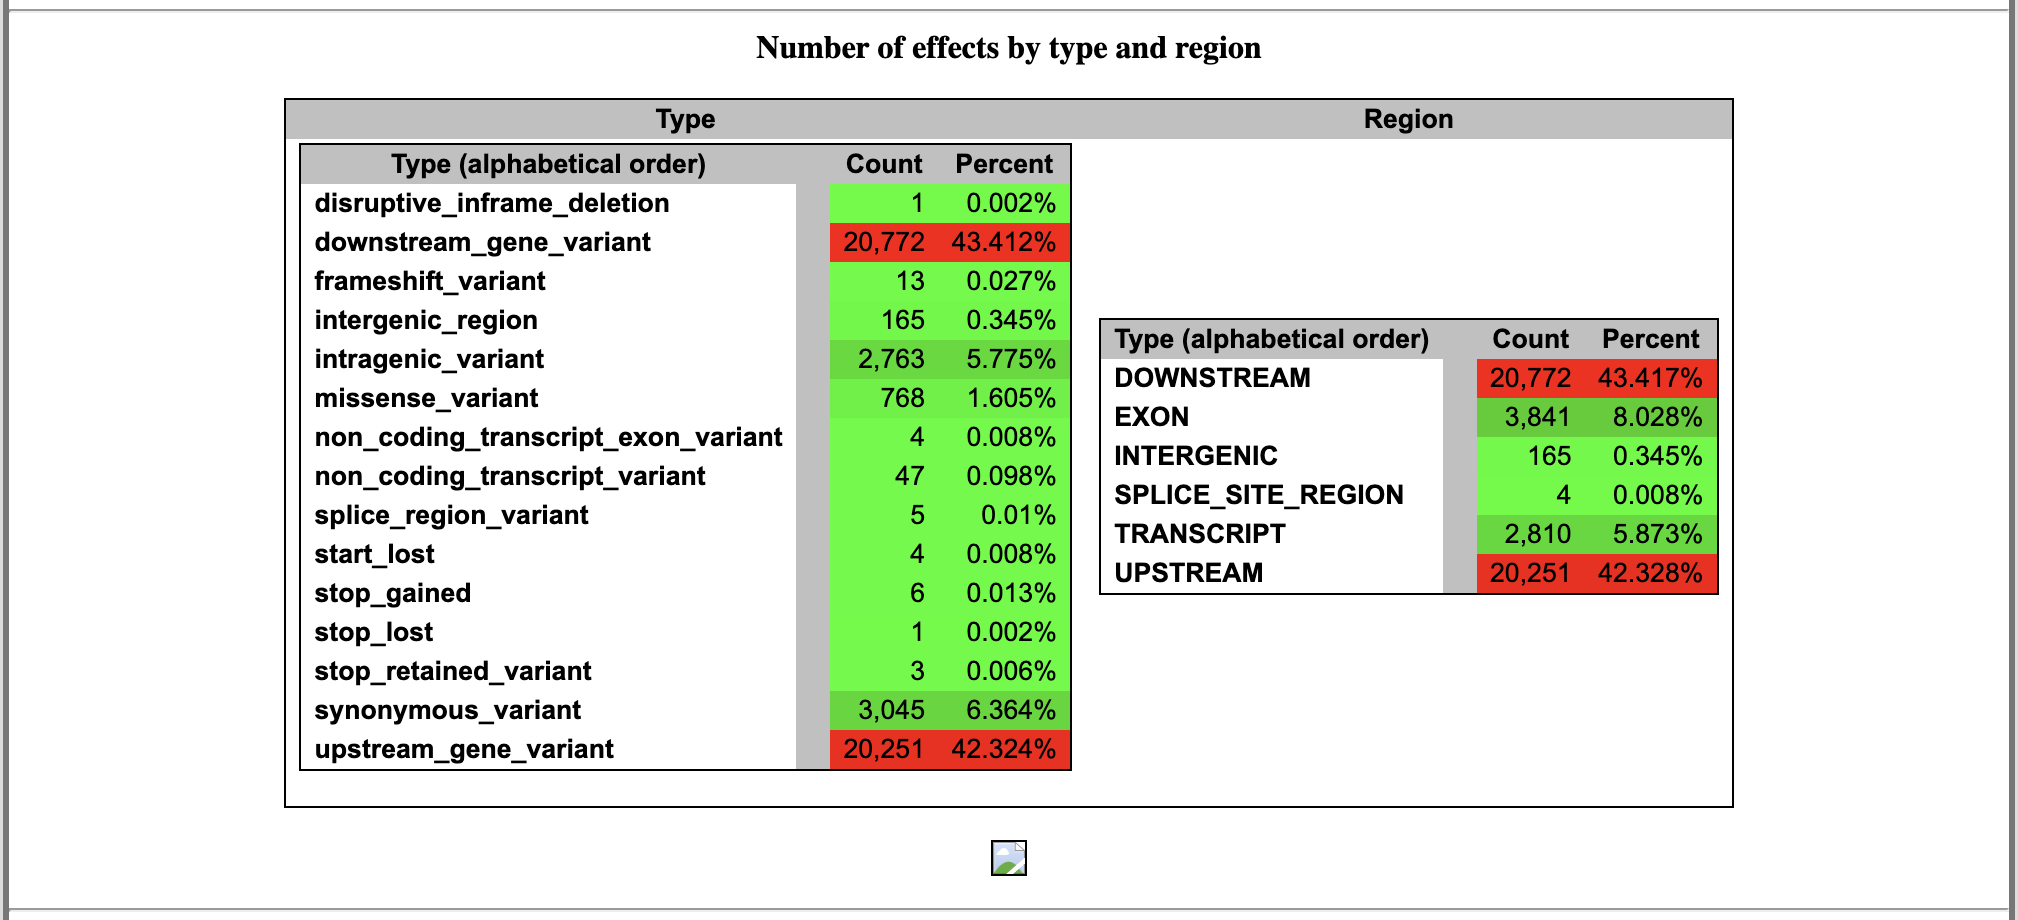 Number of effects by type and region
Type Region
Type (alphabetical order) Count Percent
disruptive_inframe_deletion 1 0.002%
downstream_gene_variant 20,772 43.412%
frameshift_variant 13 0.027%
intergenic_region 165 0.345%
intragenic_variant 2,763 5.775%
missense_variant 768 1.605%
non_coding_transcript_exon_variant 4 0.008%
non_coding_transcript_variant 47 0.098%
splice_region_variant 5 0.01%
start_lost 4 0.008%
stop_gained 6 0.013%
stop_lost 1 0.002%
stop_retained_variant 3 0.006%
synonymous_variant 3,045 6.364%
upstream_gene_variant 20,251 42.324%
Type (alphabetical order) Count Percent
DOWNSTREAM 20,772 43.417%
EXON 3,841 8.028%
INTERGENIC 165 0.345%
SPLICE_SITE_REGION 4 0.008%
TRANSCRIPT 2,810 5.873%
UPSTREAM 20,251 42.328%